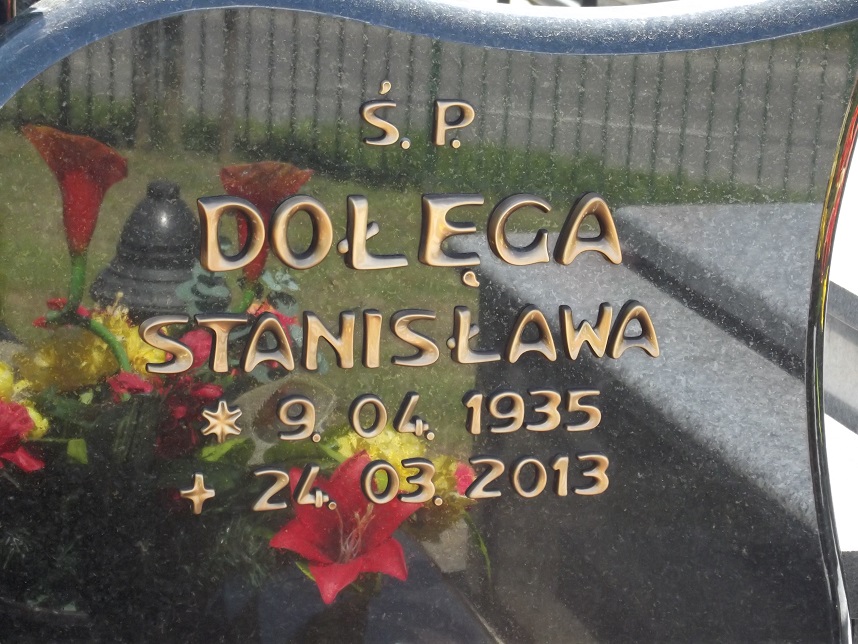 Ś. P.
DOŁĘGA
STANISŁAWA
* 9. 04. 1935
+ 24. 03. 2013